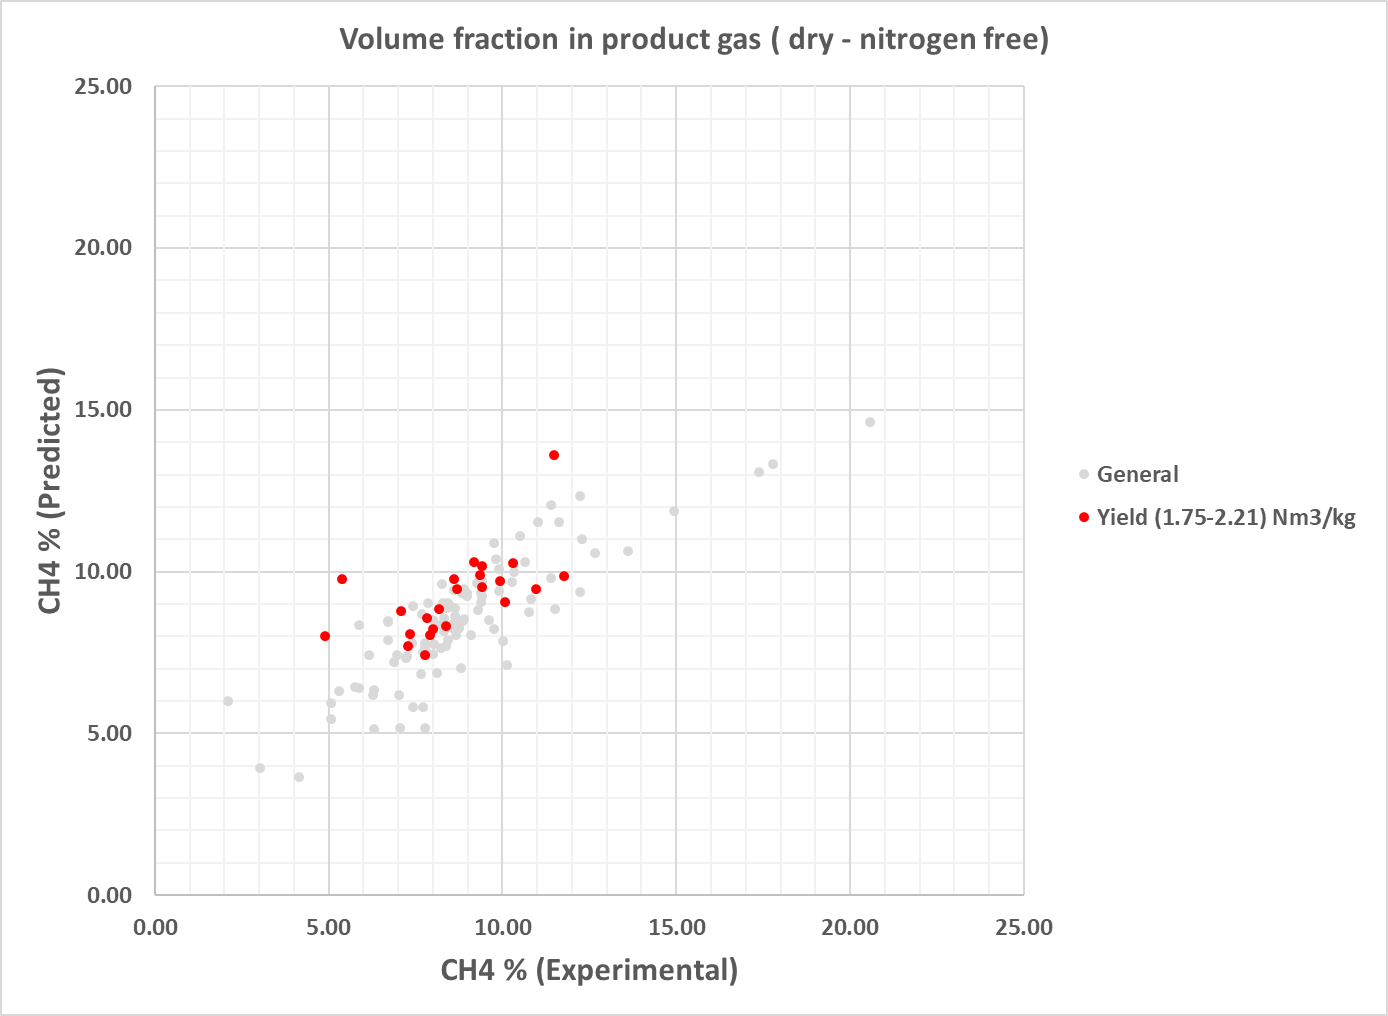 Volume fraction in product gas ( dry - nitrogen free)
25.00
20.00
15.00
10.00
5.00
0.00
0.00 5.00 10.00 15.00 20.00 25.00
CH4 % (Predicted)
CH4 % (Experimental)
General
Yield (1.75-2.21) Nm3/kg